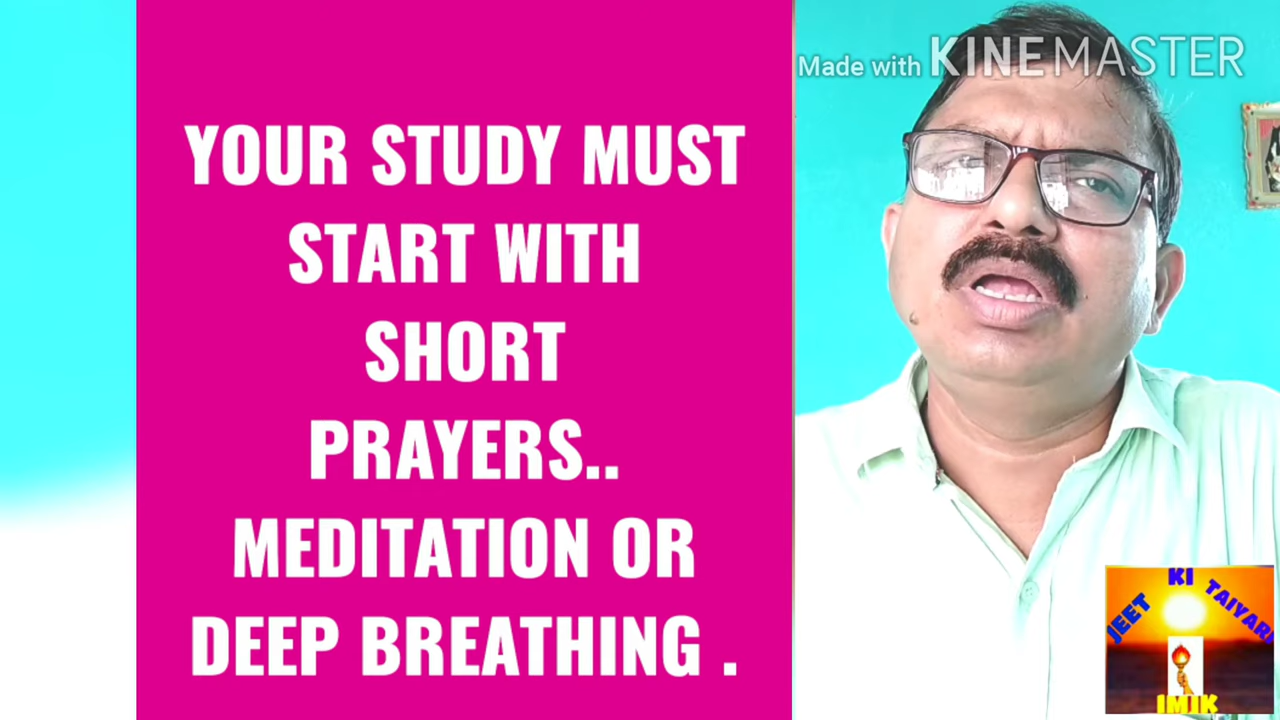 YOUR STUDY MUST
START WITH
SHORT
PRAYERS..
MEDITATION OR
DEEP BREATHING .
Made with KINEMASTER
JEET KI TAIYARI
IMJK